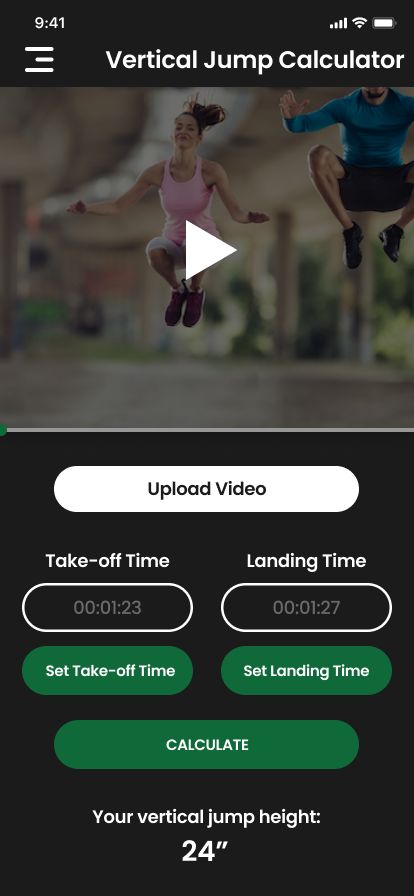 9:41
Vertical Jump Calculator
Upload Video
Take-off Time
Landing Time
00:01:23
00:01:27
Set Take-off Time
Set Landing Time
CALCULATE
Your vertical jump height:
24”